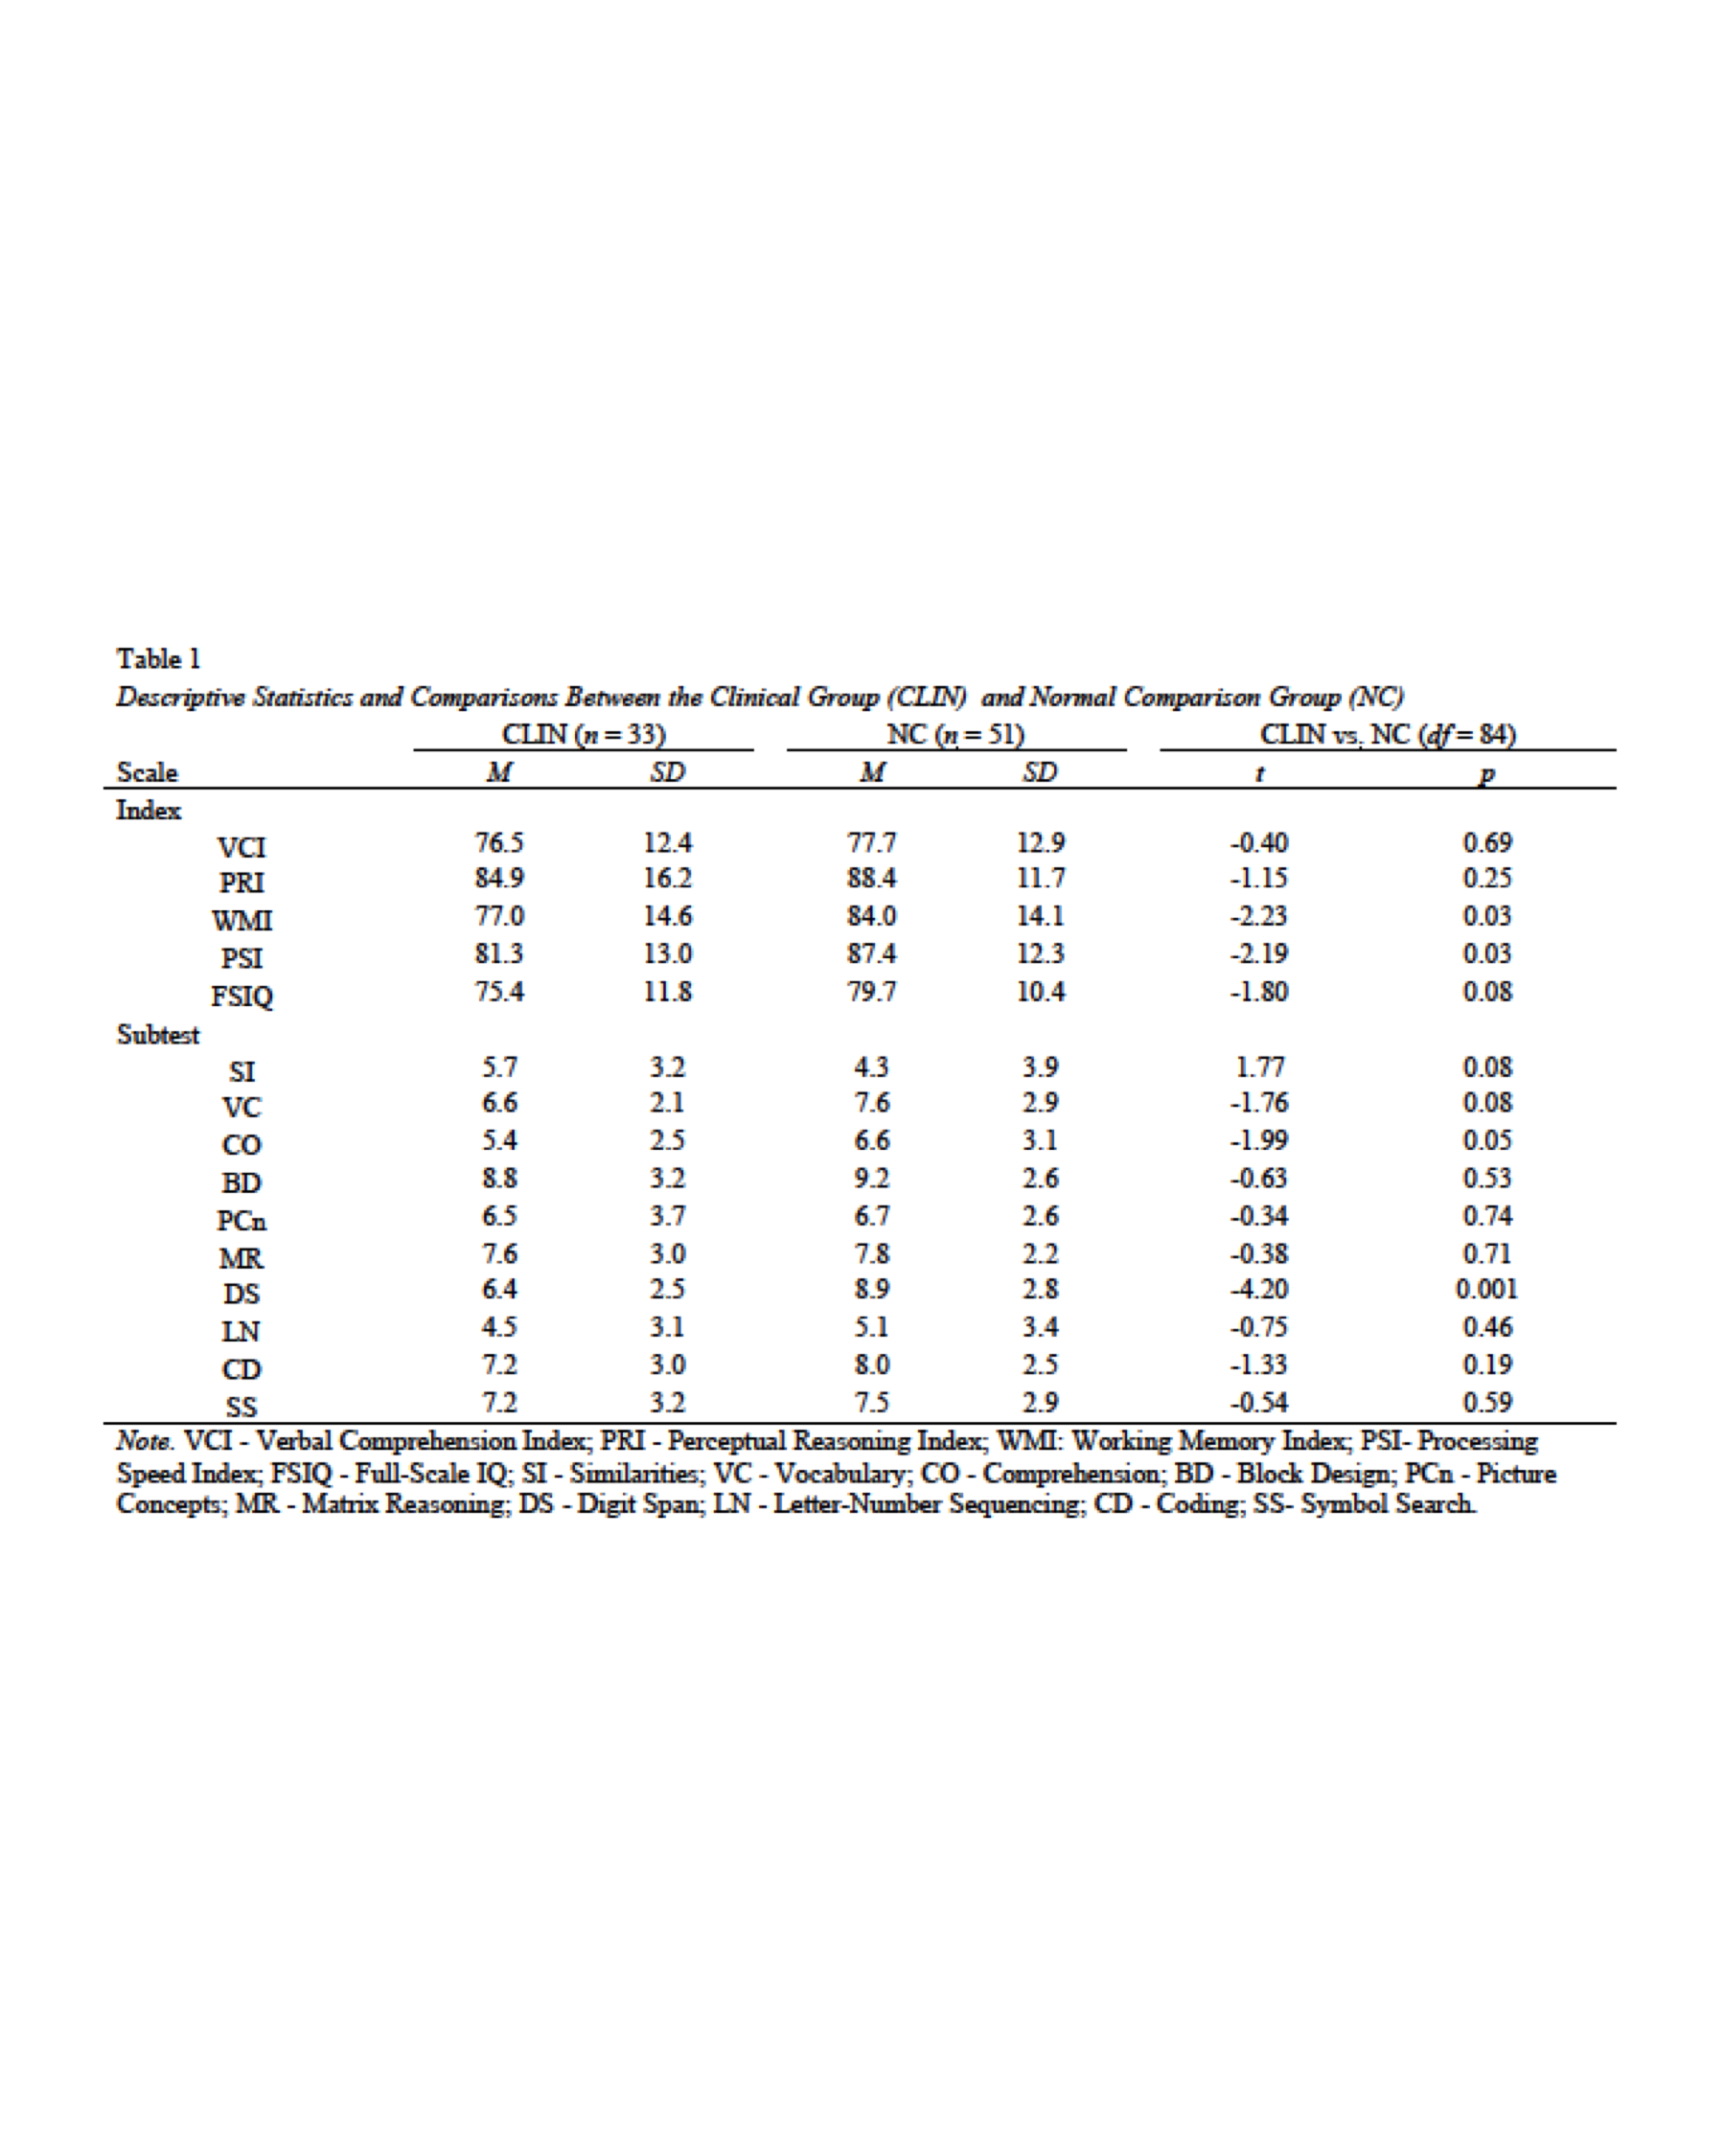 Table 1
Descriptive Statistics and Comparisons Between the Clinical Group (CLIN) and Normal Comparison Group (NC)
CLIN (n = 33) NC (n = 51) CLIN vs. NC (df = 84)
Scale M SD M SD t p
Index
VCI 76.5 12.4 77.7 12.9 -0.40 0.69
PRI 84.9 16.2 88.4 11.7 -1.15 0.25
WMI 77.0 14.6 84.0 14.1 -2.23 0.03
PSI 81.3 13.0 87.4 12.3 -2.19 0.03
FSIQ 75.4 11.8 79.7 10.4 -1.80 0.08
Subtest
SI 5.7 3.2 4.3 3.9 1.77 0.08
VC 6.6 2.1 7.6 2.9 -1.76 0.08
CO 5.4 2.5 6.6 3.1 -1.99 0.05
BD 8.8 3.2 9.2 2.6 -0.63 0.53
PCn 6.5 3.7 6.7 2.6 -0.34 0.74
MR 7.6 3.0 7.8 2.2 -0.38 0.71
DS 6.4 2.5 8.9 2.8 -4.20 0.001
LN 4.5 3.1 5.1 3.4 -0.75 0.46
CD 7.2 3.0 8.0 2.5 -1.33 0.19
SS 7.2 3.2 7.5 2.9 -0.54 0.59
Note. VCI - Verbal Comprehension Index; PRI - Perceptual Reasoning Index; WMI: Working Memory Index; PSI- Processing
Speed Index; FSIQ - Full-Scale IQ; SI - Similarities; VC - Vocabulary; CO - Comprehension; BD - Block Design; PCn - Picture
Concepts; MR - Matrix Reasoning; DS - Digit Span; LN - Letter-Number Sequencing; CD - Coding; SS- Symbol Search.